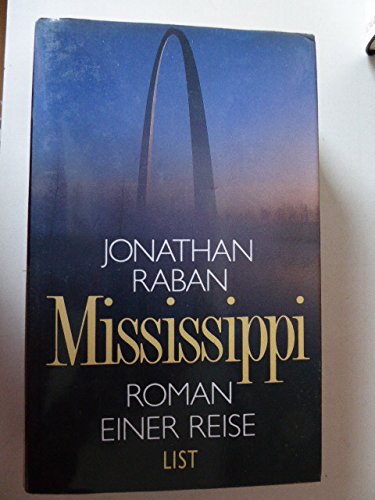 JONATHAN
RABAN
Mississippi
ROMAN
EINER REISE
LIST